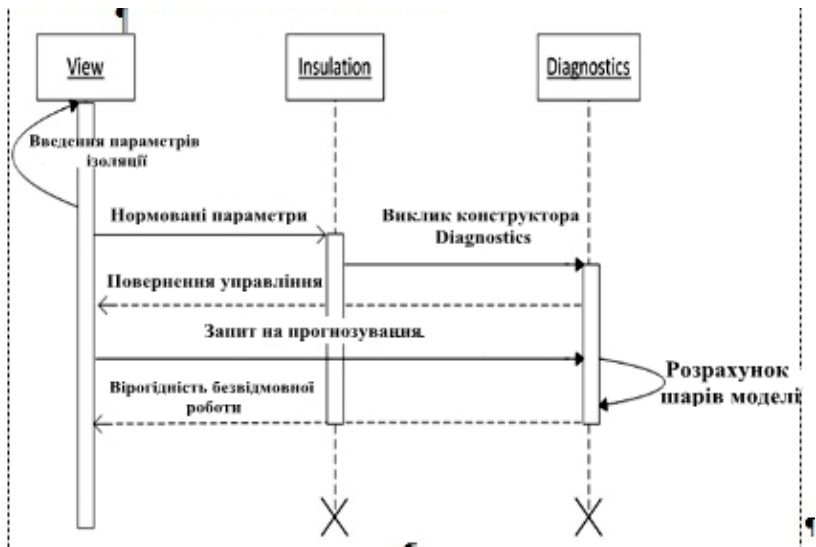 View
Insulation
Diagnostics
Введення параметрів
ізоляції
Нормовані параметри
Виклик конструктора
Diagnostics
Повернення управління
Запит на прогнозування.
Вірогідність безвідмовної
роботи
Розрахунок
шарів моделі